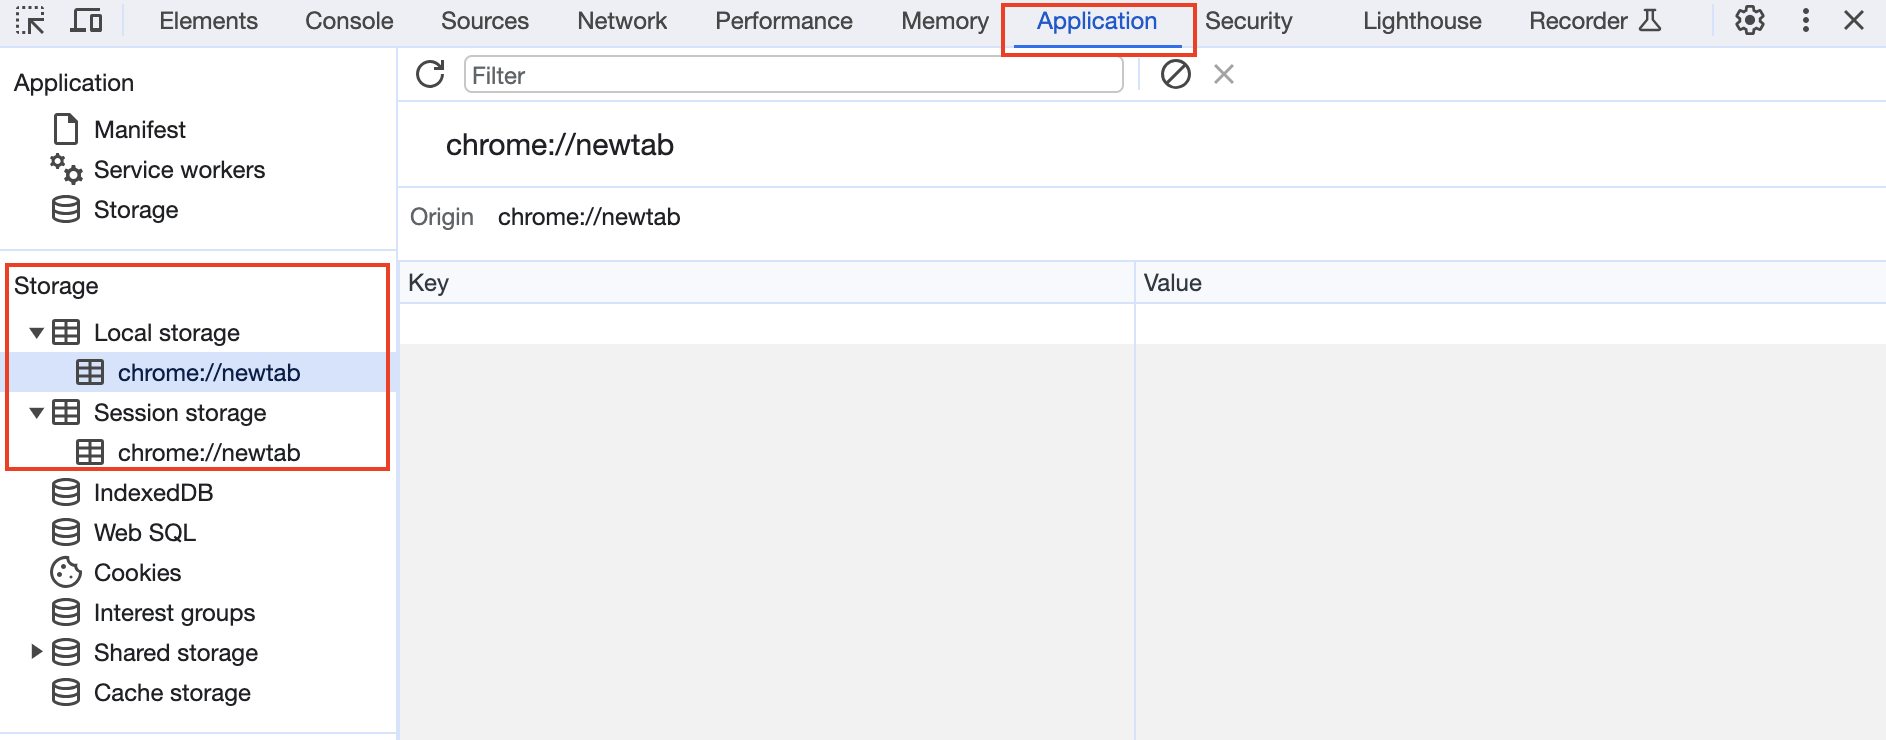 Elements Console Sources Network Performance Memory Application Security Lighthouse Recorder
Application
Manifest
Service workers
Storage
Storage
Local storage
chrome://newtab
Session storage
chrome://newtab
IndexedDB
Web SQL
Cookies
Interest groups
Shared storage
Cache storage
Filter
chrome://newtab
Origin chrome://newtab
Key Value